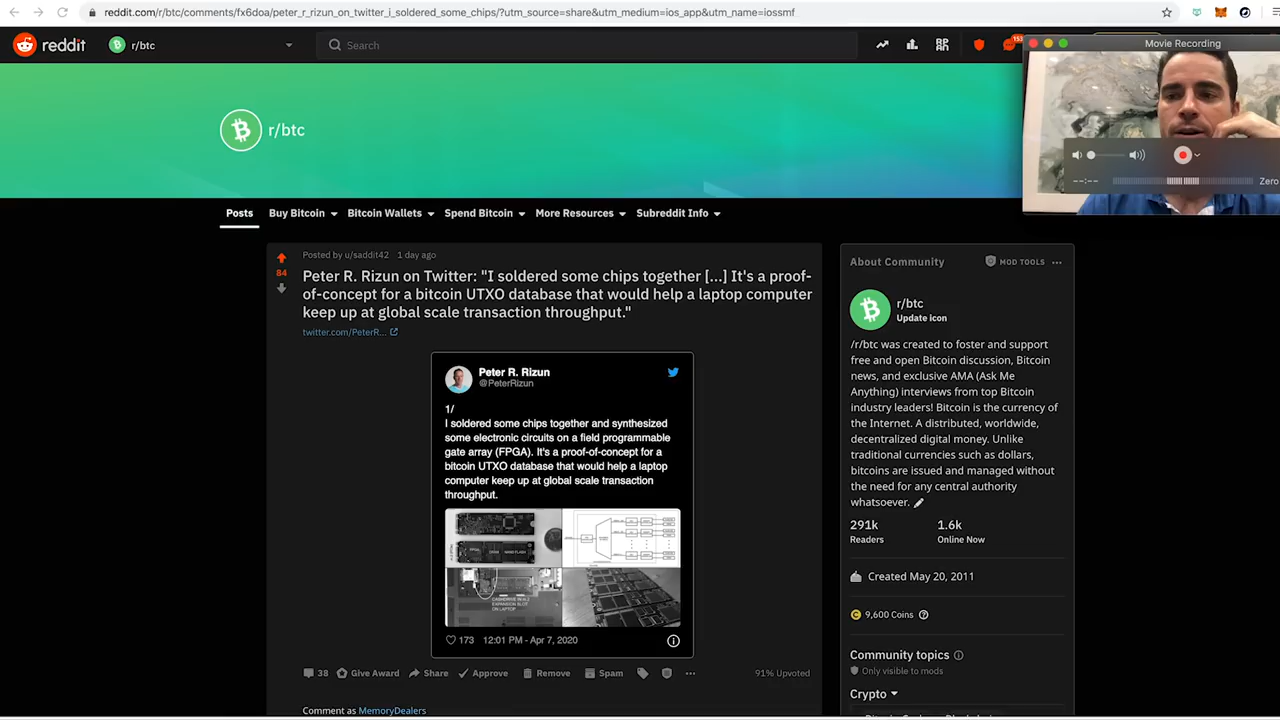 reddit.com/r/btc/comments/fx6doa/peter_r_rizun_on_twitter_i_soldered_some_chips/?utm_source=share&utm_medium=ios_app&utm_name=iossmf
reddit
r/btc
Search
153
Movie Recording
--:--
Zero
r/btc
Posts
Buy Bitcoin
Bitcoin Wallets
Spend Bitcoin
More Resources
Subreddit Info
Posted by u/saddit42 1 day ago
84
Peter R. Rizun on Twitter: "I soldered some chips together [...] It's a proof-
of-concept for a bitcoin UTXO database that would help a laptop computer
keep up at global scale transaction throughput."
twitter.com/PeterR...
Peter R. Rizun
@PeterRizun
1/
I soldered some chips together and synthesized
some electronic circuits on a field programmable
gate array (FPGA). It's a proof-of-concept for a
bitcoin UTXO database that would help a laptop
computer keep up at global scale transaction
throughput.
CASHDRIVE IN M.2
EXPANSION SLOT
ON LAPTOP
173 12:01 PM - Apr 7, 2020
38 Give Award Share Approve Remove Spam 91% Upvoted
Comment as MemoryDealers
About Community
MOD TOOLS
r/btc
Update icon
/r/btc was created to foster and support
free and open Bitcoin discussion, Bitcoin
news, and exclusive AMA (Ask Me
Anything) interviews from top Bitcoin
industry leaders! Bitcoin is the currency of
the Internet. A distributed, worldwide,
decentralized digital money. Unlike
traditional currencies such as dollars,
bitcoins are issued and managed without
the need for any central authority
whatsoever.
291k 1.6k
Readers Online Now
Created May 20, 2011
9,600 Coins
Community topics
Only visible to mods
Crypto